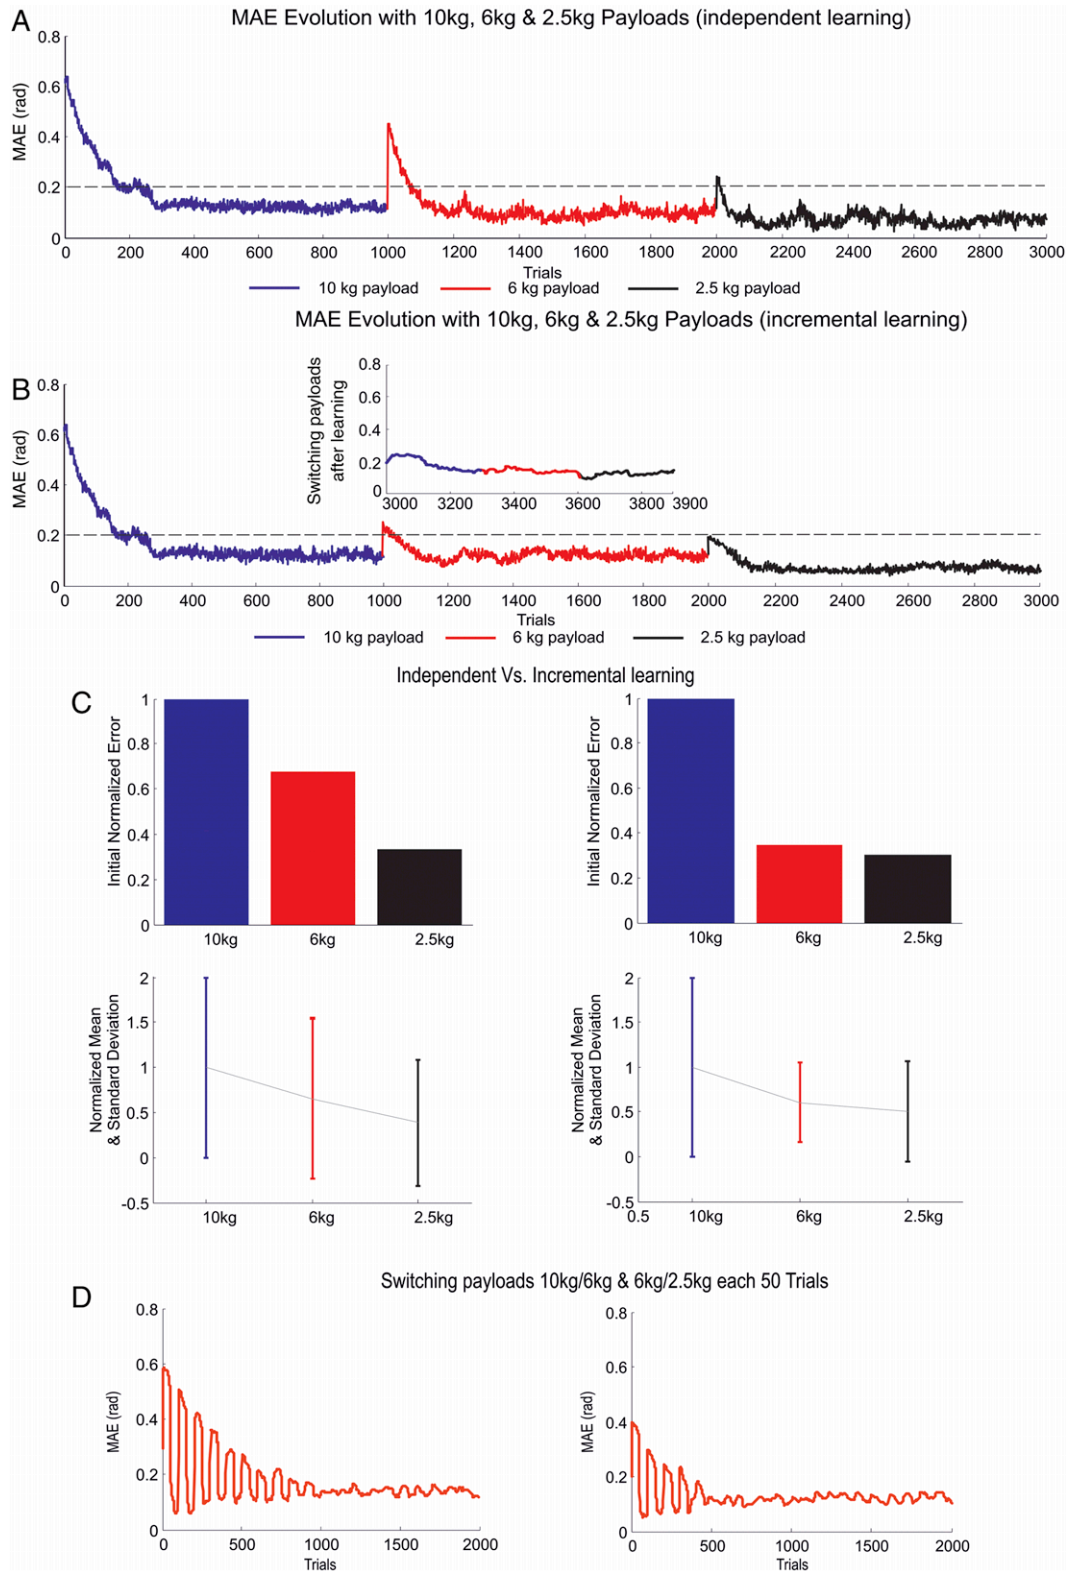 A
MAE Evolution with 10kg, 6kg & 2.5kg Payloads (independent learning)
MAE (rad)
0.8
0.6
0.4
0.2
0
0 200 400 600 800 1000 1200 1400 1600 1800 2000 2200 2400 2600 2800 3000
Trials
10 kg payload 6 kg payload 2.5 kg payload
MAE Evolution with 10kg, 6kg & 2.5kg Payloads (incremental learning)
B
MAE (rad)
0.8
0.6
0.4
0.2
0
Switching payloads
after learning
0.8
0.6
0.4
0.2
0
3000 3200 3400 3600 3800 3900
0 200 400 600 800 1000 1200 1400 1600 1800 2000 2200 2400 2600 2800 3000
Trials
10 kg payload 6 kg payload 2.5 kg payload
Independent Vs. Incremental learning
C
Initial Normalized Error
1
0.8
0.6
0.4
0.2
0
10kg 6kg 2.5kg
Initial Normalized Error
1
0.8
0.6
0.4
0.2
0
10kg 6kg 2.5kg
Normalized Mean
& Standard Deviation
2
1.5
1
0.5
0
-0.5
10kg 6kg 2.5kg
Normalized Mean
& Standard Deviation
2
1.5
1
0.5
0
-0.5
0.5 10kg 6kg 2.5kg
Switching payloads 10kg/6kg & 6kg/2.5kg each 50 Trials
D
MAE (rad)
0.8
0.6
0.4
0.2
0
0 500 1000 1500 2000
Trials
MAE (rad)
0.8
0.6
0.4
0.2
0
0 500 1000 1500 2000
Trials